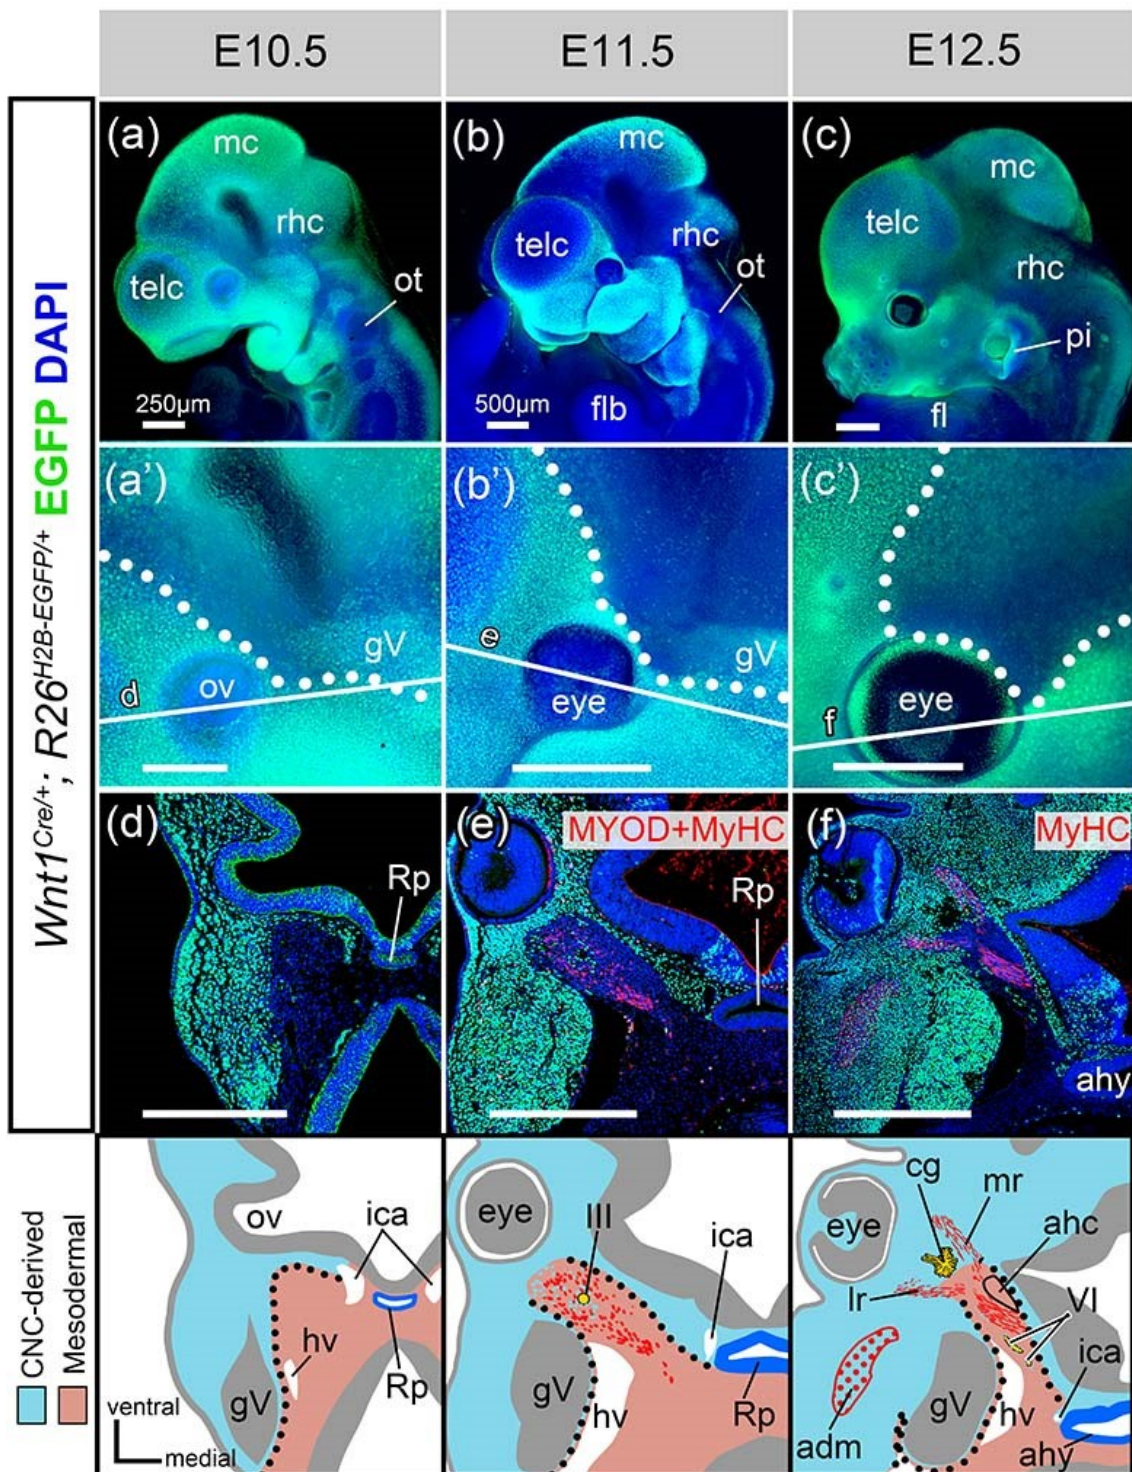 E10.5
E11.5
E12.5
Wnt1Cre/+; R26H2B-EGFP/+ EGFP DAPI
(a)
mc
rhc
telc
ot
250µm
(b)
mc
telc
rhc
ot
500µm
flb
(c)
mc
telc
rhc
pi
fl
(a')
gV
d
ov
(b')
e
gV
eye
(c')
eye
f
(d)
Rp
(e)
MYOD+MyHC
Rp
(f)
MyHC
ahy
CNC-derived
Mesodermal
ventral
medial
ov
ica
hv
gV
Rp
eye
III
ica
gV
hv
Rp
cg
mr
eye
ahc
lr
VI
ica
gV
hv
adm
ahy